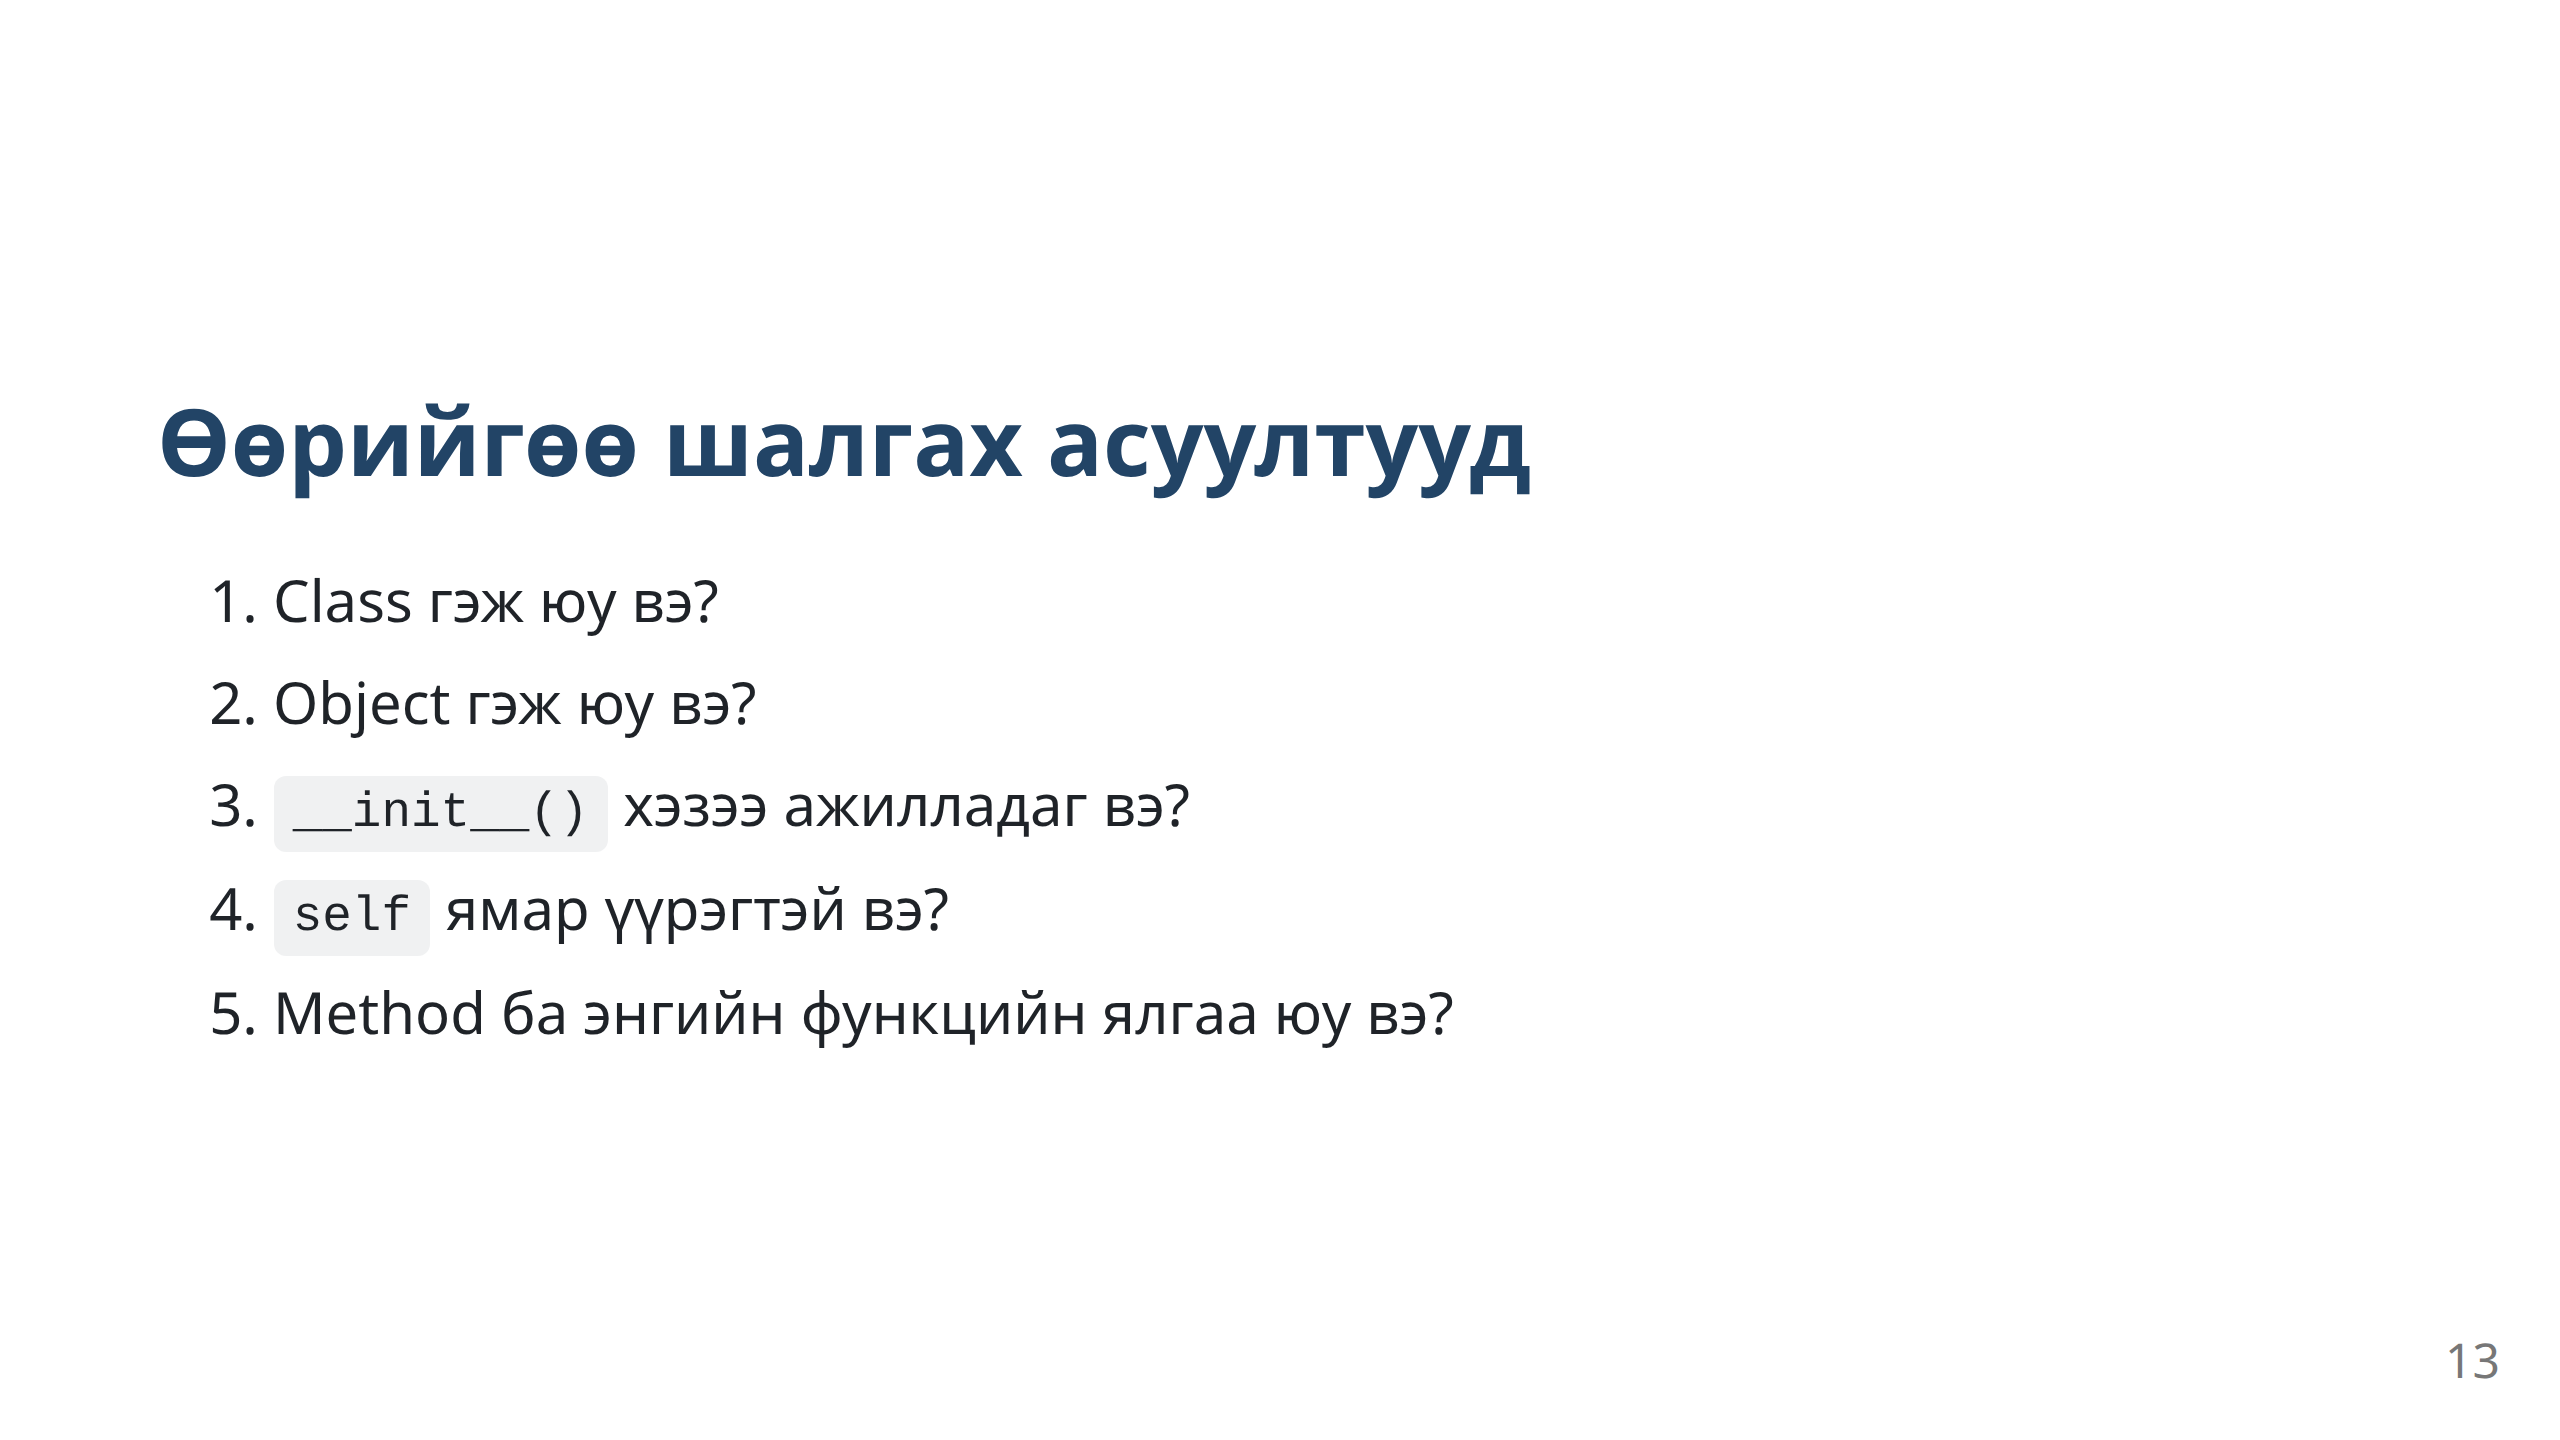 Өөрийгөө шалгах асуултууд
1. Class гэж юу вэ?
2. Object гэж юу вэ?
3. __init__() хэзээ ажилладаг вэ?
4. self ямар үүрэгтэй вэ?
5. Method ба энгийн функцийн ялгаа юу вэ?
13